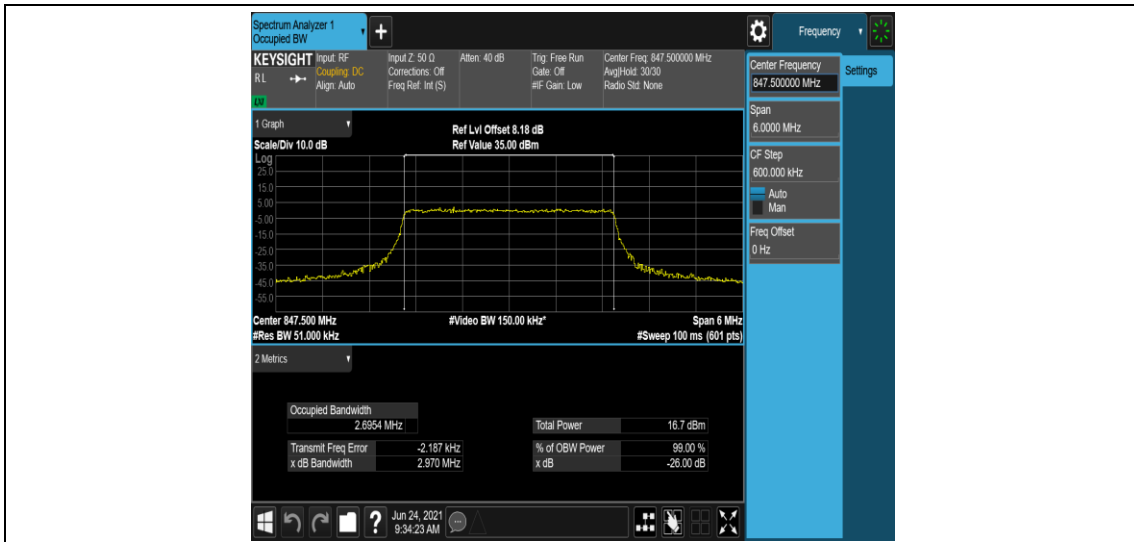 Spectrum Analyzer 1
Occupied BW
+
Frequency
KEYSIGHT
RL
LXI
Input: RF
Coupling: DC
Align: Auto
Input Z: 50 Ω
Corrections: Off
Freq Ref: Int (S)
Atten: 40 dB
Trig: Free Run
Gate: Off
#IF Gain: Low
Center Freq: 847.500000 MHz
Avg|Hold: 30/30
Radio Std: None
Center Frequency
847.500000 MHz
Settings
Span
6.0000 MHz
CF Step
600.000 kHz
Auto
Man
Freq Offset
0 Hz
1 Graph
Scale/Div 10.0 dB
Ref Lvl Offset 8.18 dB
Ref Value 35.00 dBm
Log
25.0
15.0
5.00
-5.00
-15.0
-25.0
-35.0
-45.0
-55.0
Center 847.500 MHz
#Video BW 150.00 kHz*
Span 6 MHz
#Res BW 51.000 kHz
#Sweep 100 ms (601 pts)
2 Metrics
Occupied Bandwidth
2.6954 MHz
Total Power 16.7 dBm
Transmit Freq Error -2.187 kHz
% of OBW Power 99.00 %
x dB Bandwidth 2.970 MHz
x dB -26.00 dB
?
Jun 24, 2021
9:34:23 AM